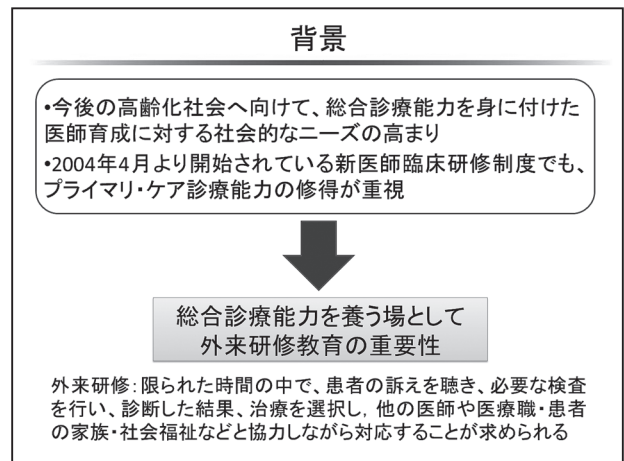 背景
•今後の高齢化社会へ向けて、総合診療能力を身に付けた
医師育成に対する社会的なニーズの高まり
•2004年4月より開始されている新医師臨床研修制度でも、
プライマリ・ケア診療能力の修得が重視
総合診療能力を養う場として
外来研修教育の重要性
外来研修：限られた時間の中で、患者の訴えを聴き、必要な検査
を行い、診断した結果、治療を選択し，他の医師や医療職・患者
の家族・社会福祉などと協力しながら対応することが求められる